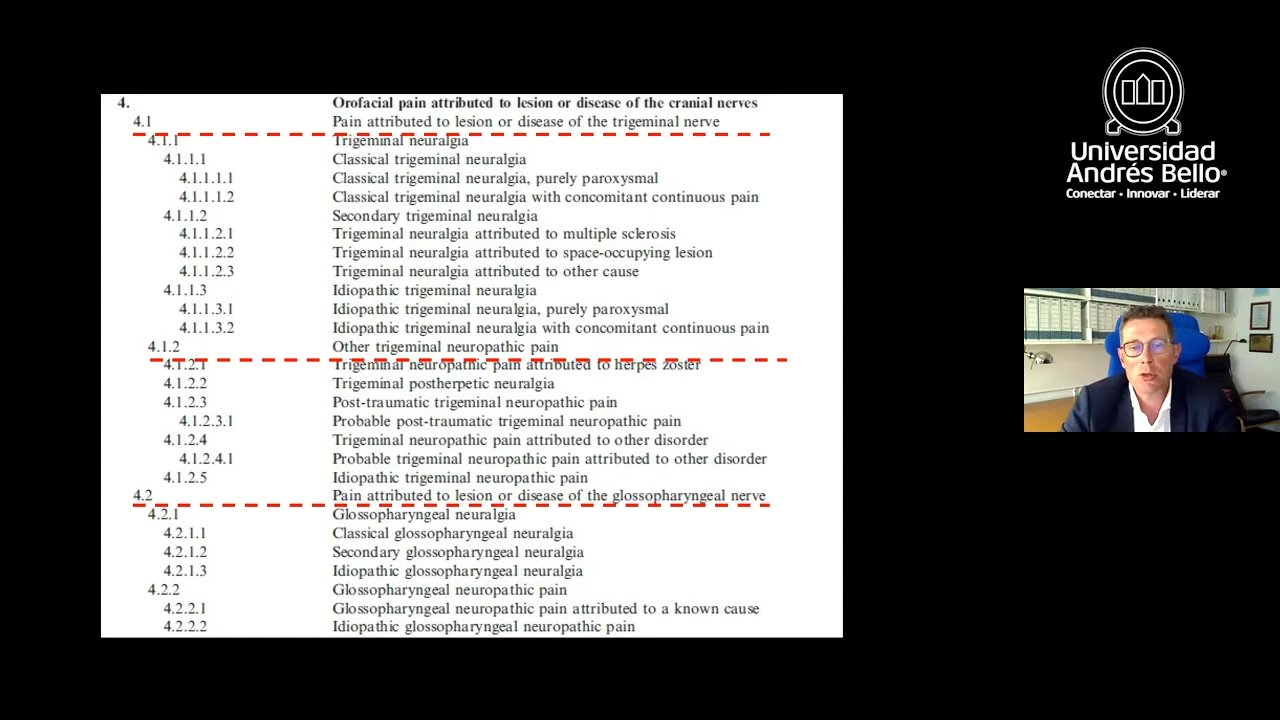 4. Orofacial pain attributed to lesion or disease of the cranial nerves
4.1 Pain attributed to lesion or disease of the trigeminal nerve
4.1.1 Trigeminal neuralgia
4.1.1.1 Classical trigeminal neuralgia
4.1.1.1.1 Classical trigeminal neuralgia, purely paroxysmal
4.1.1.1.2 Classical trigeminal neuralgia with concomitant continuous pain
4.1.1.2 Secondary trigeminal neuralgia
4.1.1.2.1 Trigeminal neuralgia attributed to multiple sclerosis
4.1.1.2.2 Trigeminal neuralgia attributed to space-occupying lesion
4.1.1.2.3 Trigeminal neuralgia attributed to other cause
4.1.1.3 Idiopathic trigeminal neuralgia
4.1.1.3.1 Idiopathic trigeminal neuralgia, purely paroxysmal
4.1.1.3.2 Idiopathic trigeminal neuralgia with concomitant continuous pain
4.1.2 Other trigeminal neuropathic pain
4.1.2.1 Trigeminal neuropathic pain attributed to herpes zoster
4.1.2.2 Trigeminal postherpetic neuralgia
4.1.2.3 Post-traumatic trigeminal neuropathic pain
4.1.2.3.1 Probable post-traumatic trigeminal neuropathic pain
4.1.2.4 Trigeminal neuropathic pain attributed to other disorder
4.1.2.4.1 Probable trigeminal neuropathic pain attributed to other disorder
4.1.2.5 Idiopathic trigeminal neuropathic pain
4.2 Pain attributed to lesion or disease of the glossopharyngeal nerve
4.2.1 Glossopharyngeal neuralgia
4.2.1.1 Classical glossopharyngeal neuralgia
4.2.1.2 Secondary glossopharyngeal neuralgia
4.2.1.3 Idiopathic glossopharyngeal neuralgia
4.2.2 Glossopharyngeal neuropathic pain
4.2.2.1 Glossopharyngeal neuropathic pain attributed to a known cause
4.2.2.2 Idiopathic glossopharyngeal neuropathic pain
Universidad
Andrés Bello®
Conectar • Innovar • Liderar